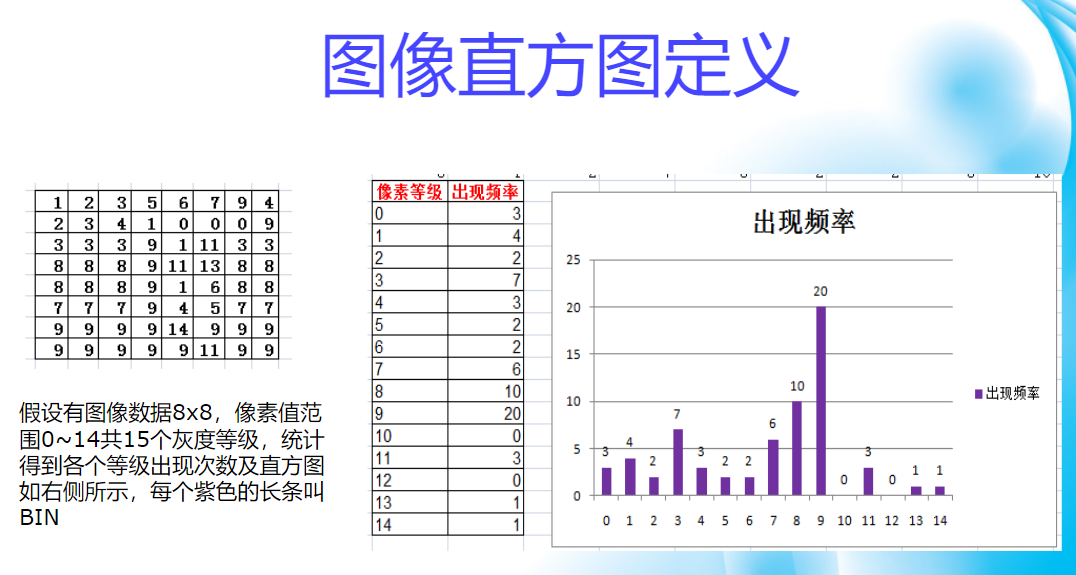 图像直方图定义
1 2 3 5 6 7 9 4
2 3 4 1 0 0 0 9
3 3 3 9 1 11 3 3
8 8 8 9 11 13 8 8
8 8 8 9 1 6 8 8
7 7 7 9 4 5 7 7
9 9 9 9 14 9 9 9
9 9 9 9 9 11 9 9
假设有图像数据8x8，像素值范
围0~14共15个灰度等级，统计
得到各个等级出现次数及直方图
如右侧所示，每个紫色的长条叫
BIN
像素等级 出现频率
0 3
1 4
2 2
3 7
4 3
5 2
6 2
7 6
8 10
9 20
10 0
11 3
12 0
13 1
14 1
出现频率
25
20
15
10
5
0
3 4 2 7 3 2 2 6 10 20 0 3 0 1 1
0 1 2 3 4 5 6 7 8 9 10 11 12 13 14
出现频率